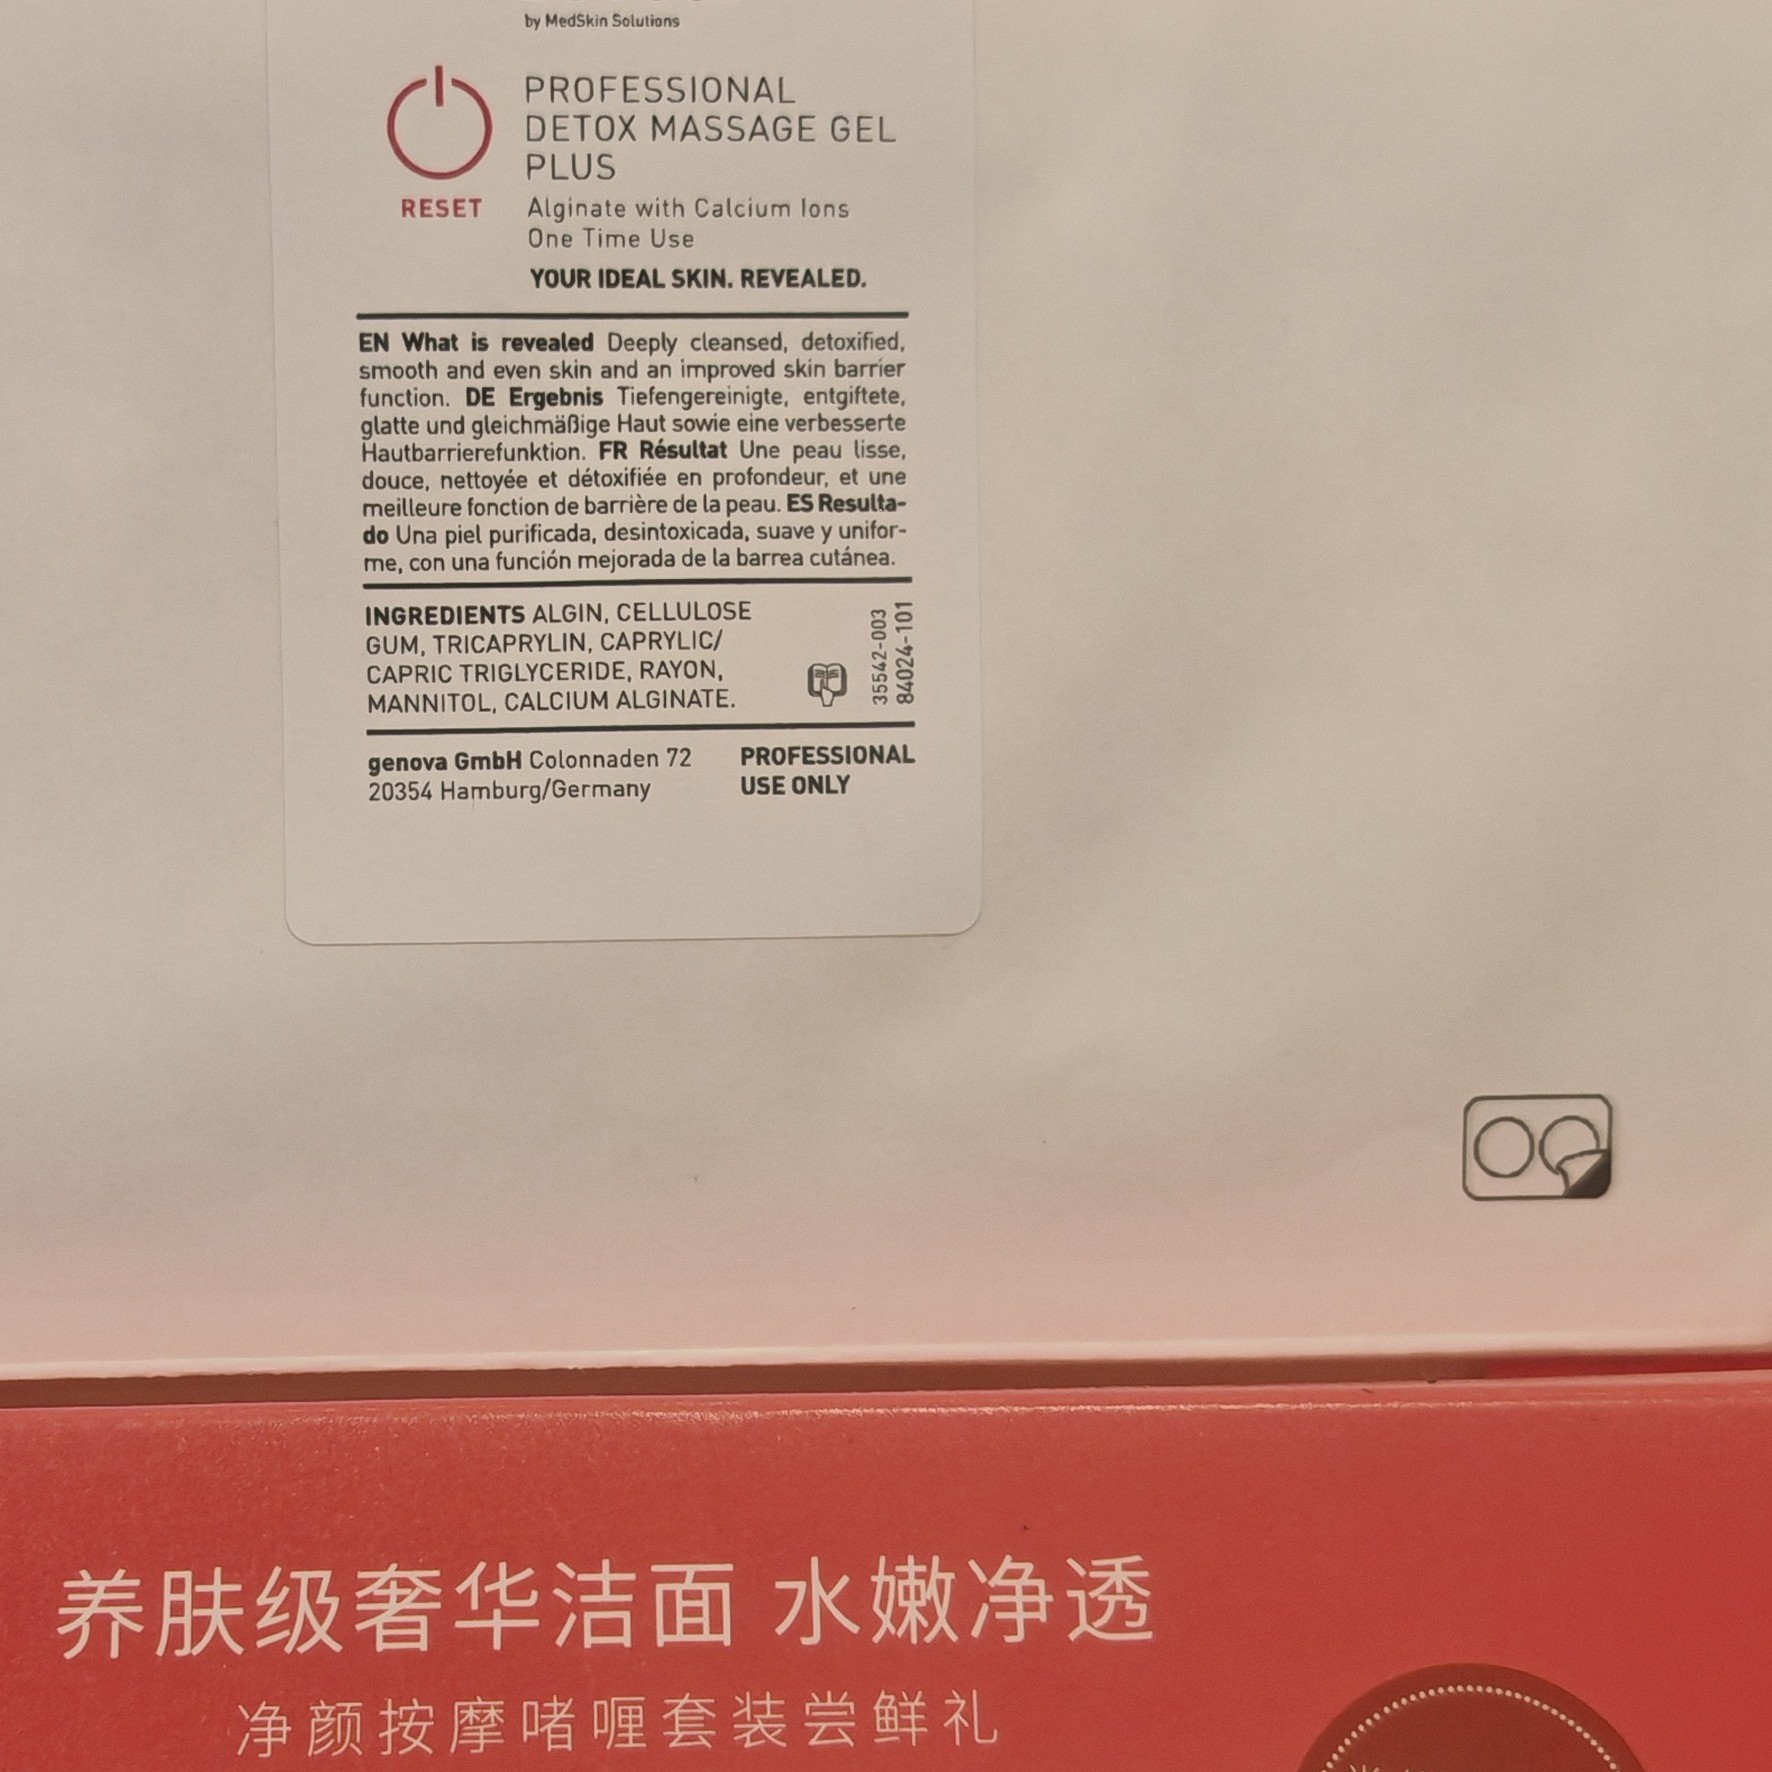 by MedSkin Solutions
PROFESSIONAL
DETOX MASSAGE GEL
PLUS
RESET
Alginate with Calcium Ions
One Time Use
YOUR IDEAL SKIN. REVEALED.
EN What is revealed Deeply cleansed, detoxified,
smooth and even skin and an improved skin barrier
function. DE Ergebnis Tiefengereinigte, entgiftete,
glatte und gleichmäßige Haut sowie eine verbesserte
Hautbarrierefunktion. FR Résultat Une peau lisse,
douce, nettoyée et détoxifiée en profondeur, et une
meilleure fonction de barrière de la peau. ES Resulta-
do Una piel purificada, desintoxicada, suave y unifor-
me, con una función mejorada de la barrea cutánea.
INGREDIENTS ALGIN, CELLULOSE
GUM, TRICAPRYLIN, CAPRYLIC/
CAPRIC TRIGLYCERIDE, RAYON,
MANNITOL, CALCIUM ALGINATE.
35542-003
84024-101
genova GmbH Colonnaden 72
20354 Hamburg/Germany
PROFESSIONAL
USE ONLY
养肤级奢华洁面 水嫩净透
净颜按摩啫喱套装尝鲜礼